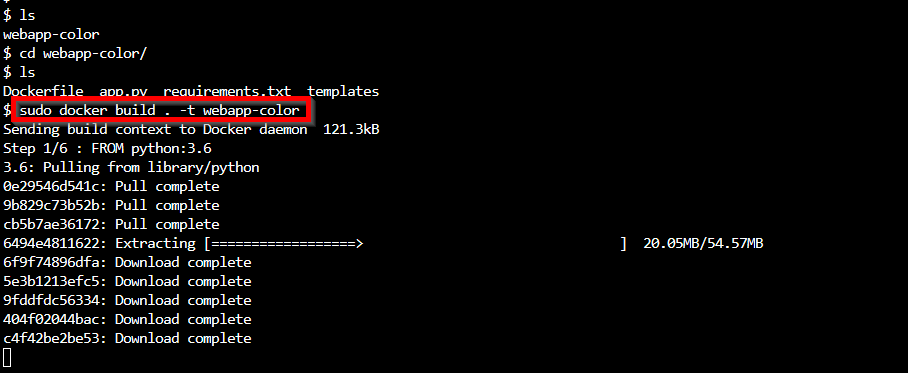 $ ls
webapp-color
$ cd webapp-color/
$ ls
Dockerfile  app.py  requirements.txt  templates
$ sudo docker build . -t webapp-color
Sending build context to Docker daemon  121.3kB
Step 1/6 : FROM python:3.6
3.6: Pulling from library/python
0e29546d541c: Pull complete
9b829c73b52b: Pull complete
cb5b7ae36172: Pull complete
6494e4811622: Extracting [==================>                                ]  20.05MB/54.57MB
6f9f74896dfa: Download complete
5e3b1213efc5: Download complete
9fddfdc56334: Download complete
404f02044bac: Download complete
c4f42be2be53: Download complete